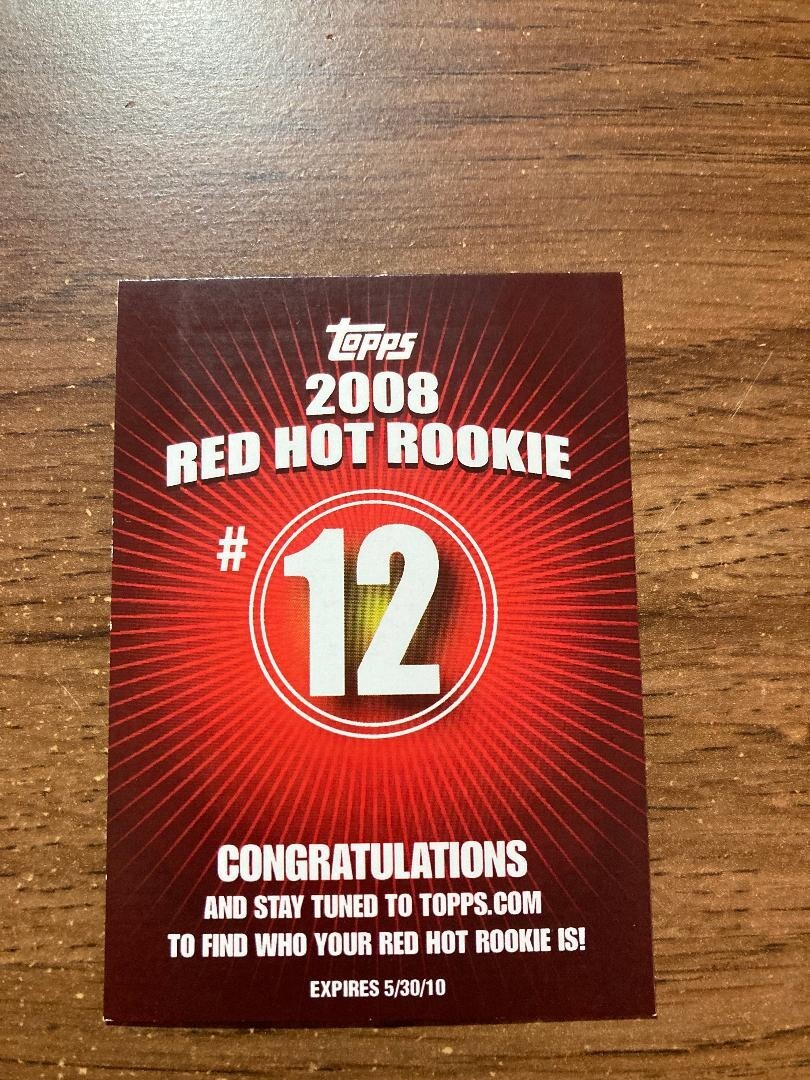 Topps
2008
RED HOT ROOKIE
#12
CONGRATULATIONS
AND STAY TUNED TO TOPPS.COM
TO FIND WHO YOUR RED HOT ROOKIE IS!
EXPIRES 5/30/10